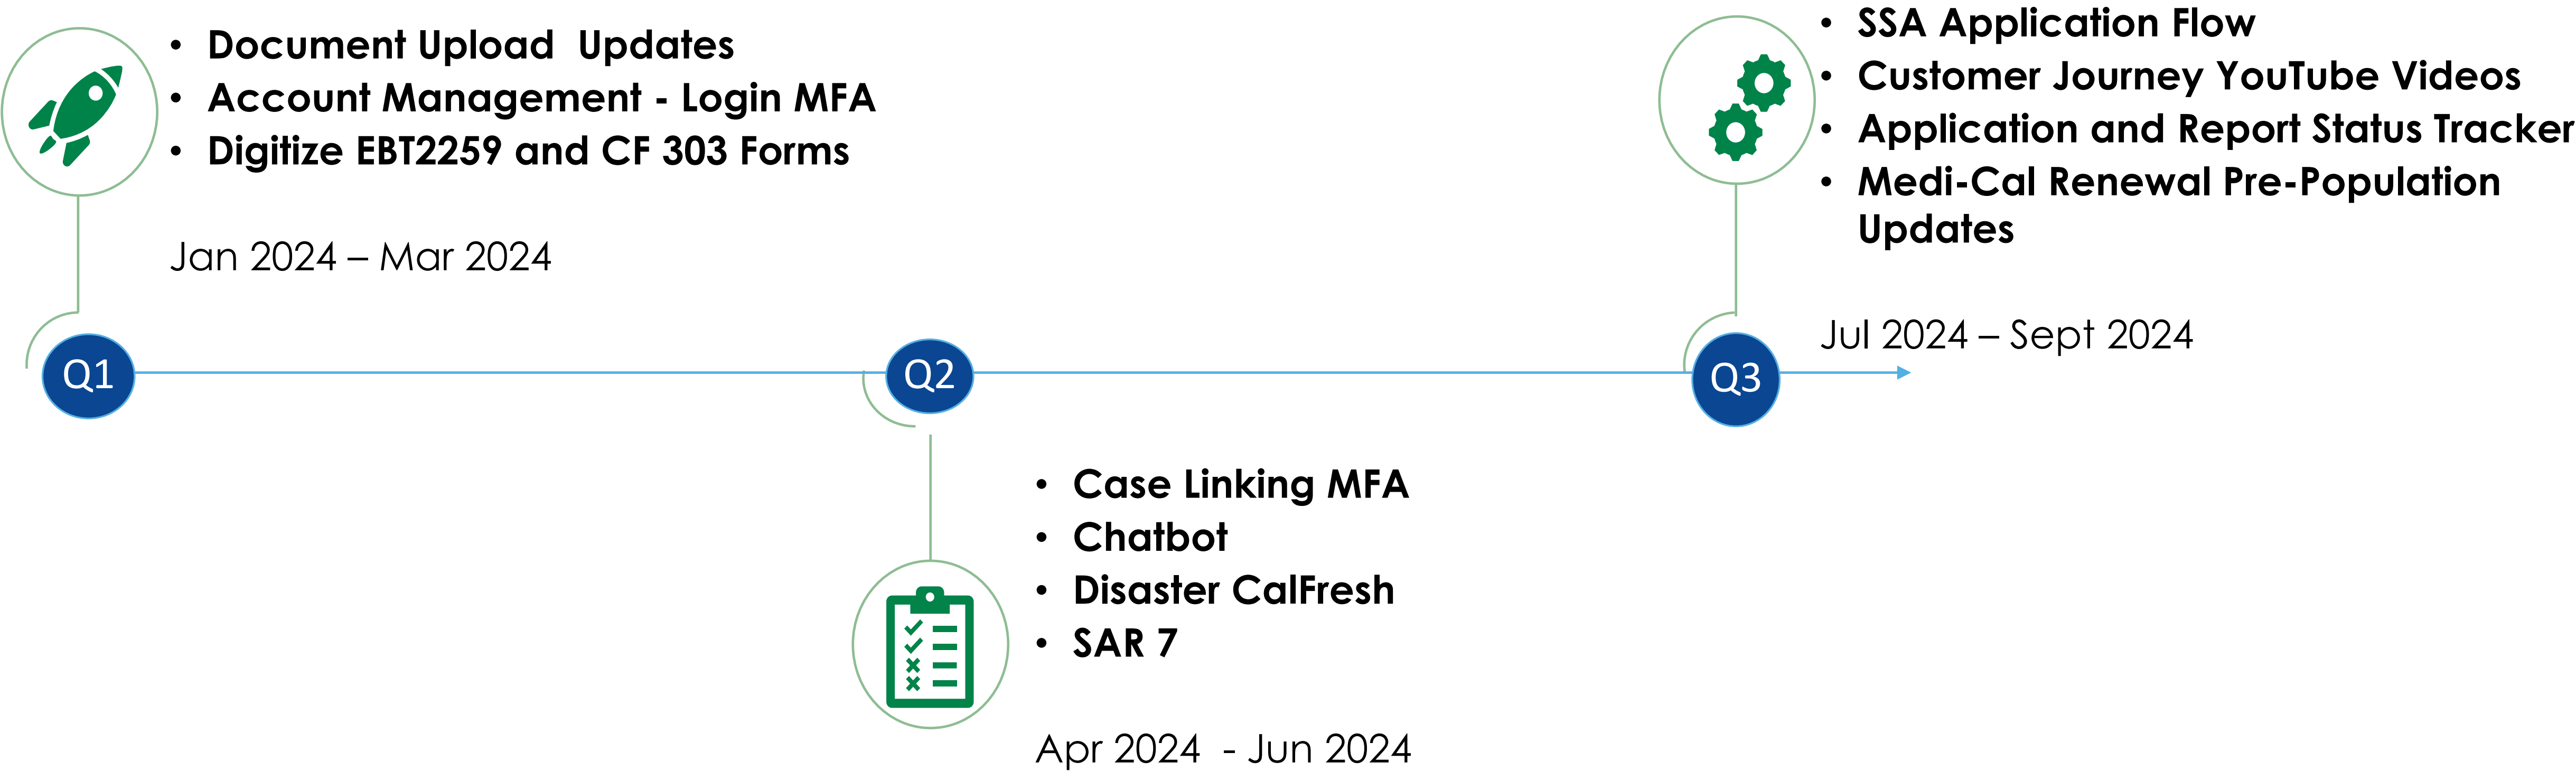 • Document Upload  Updates
• Account Management - Login MFA
• Digitize EBT2259 and CF 303 Forms
Jan 2024 – Mar 2024
Q1
Q2
• Case Linking MFA
• Chatbot
• Disaster CalFresh
• SAR 7
Apr 2024  - Jun 2024
• SSA Application Flow
• Customer Journey YouTube Videos
• Application and Report Status Tracker
• Medi-Cal Renewal Pre-Population
Updates
Jul 2024 – Sept 2024
Q3